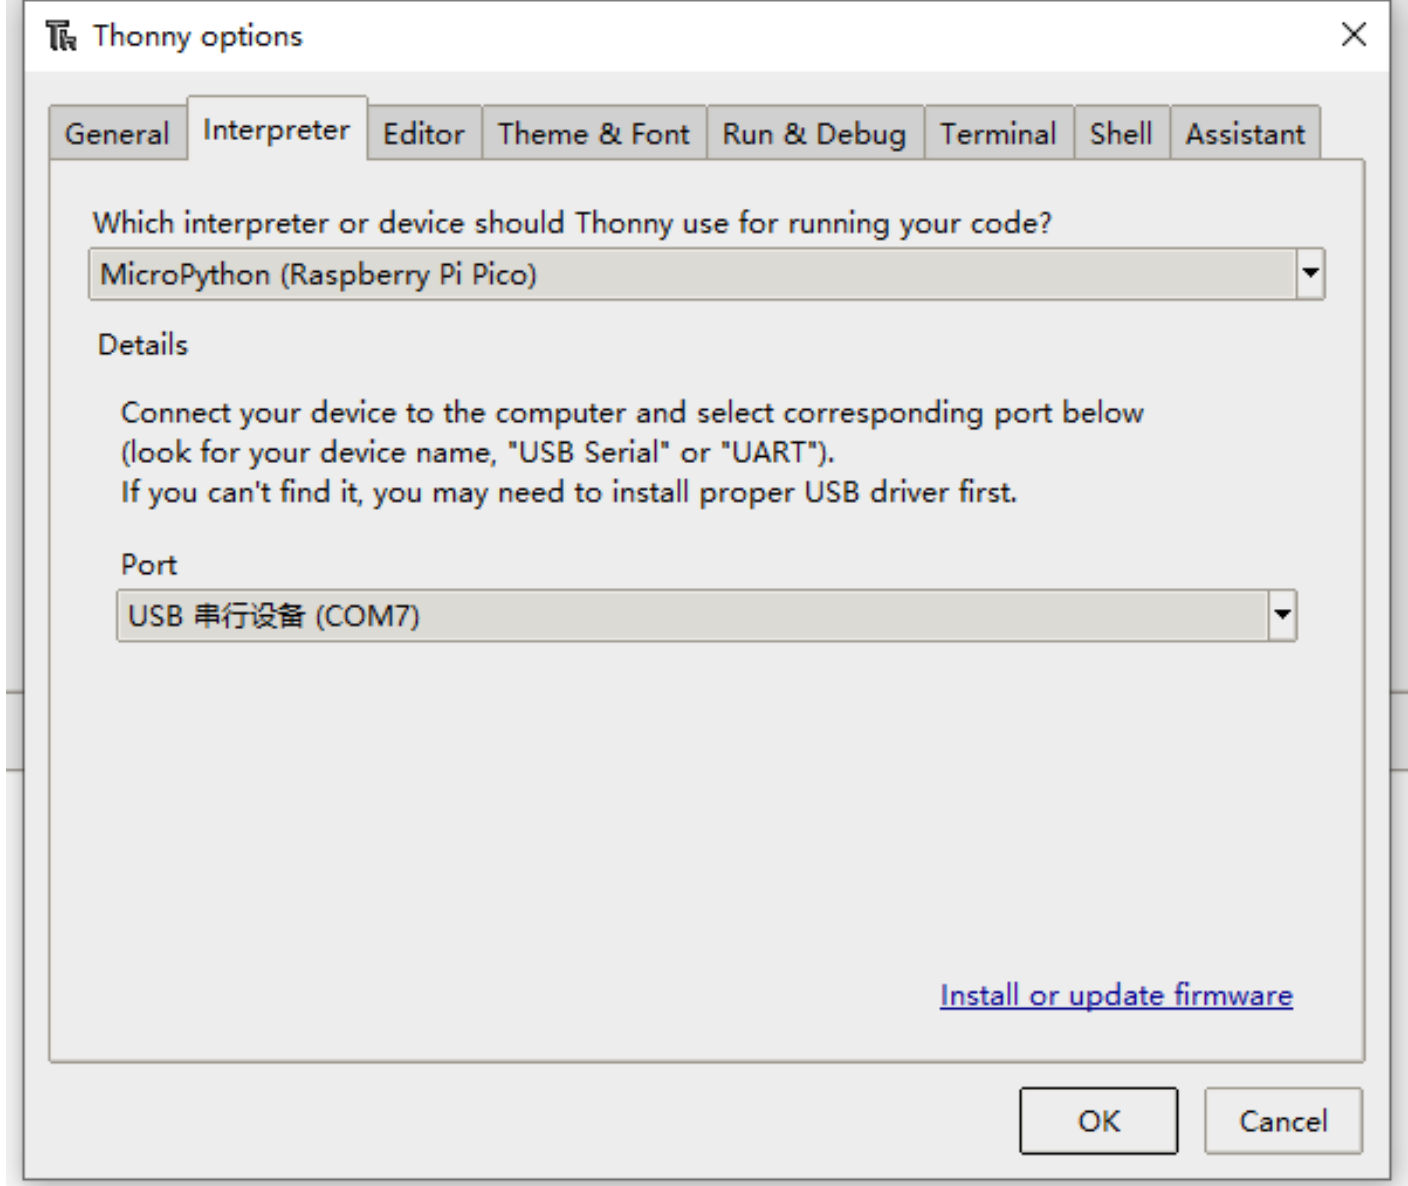 Thonny options
General Interpreter Editor Theme & Font Run & Debug Terminal Shell Assistant
Which interpreter or device should Thonny use for running your code?
MicroPython (Raspberry Pi Pico)
Details
Connect your device to the computer and select corresponding port below
(look for your device name, "USB Serial" or "UART").
If you can't find it, you may need to install proper USB driver first.
Port
USB 串行设备 (COM7)
Install or update firmware
OK Cancel